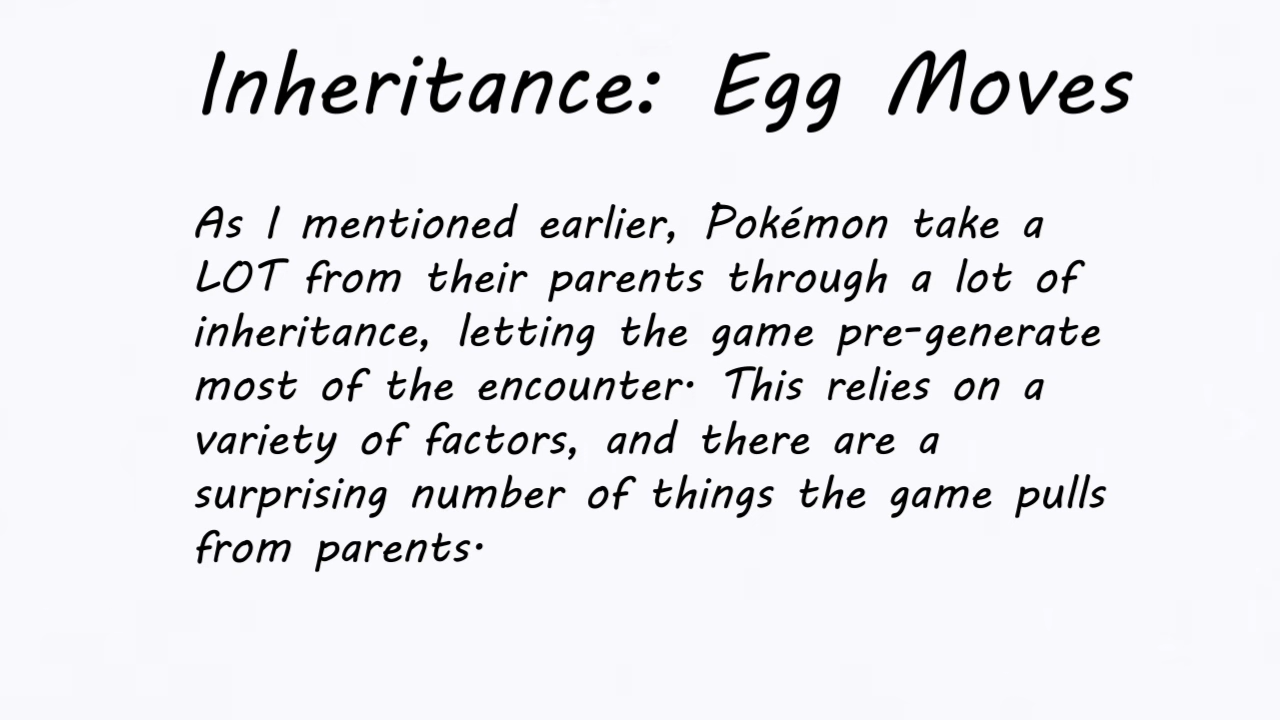 Inheritance: Egg Moves
As I mentioned earlier, Pokémon take a
LOT from their parents through a lot of
inheritance, letting the game pre-generate
most of the encounter. This relies on a
variety of factors, and there are a
surprising number of things the game pulls
from parents.